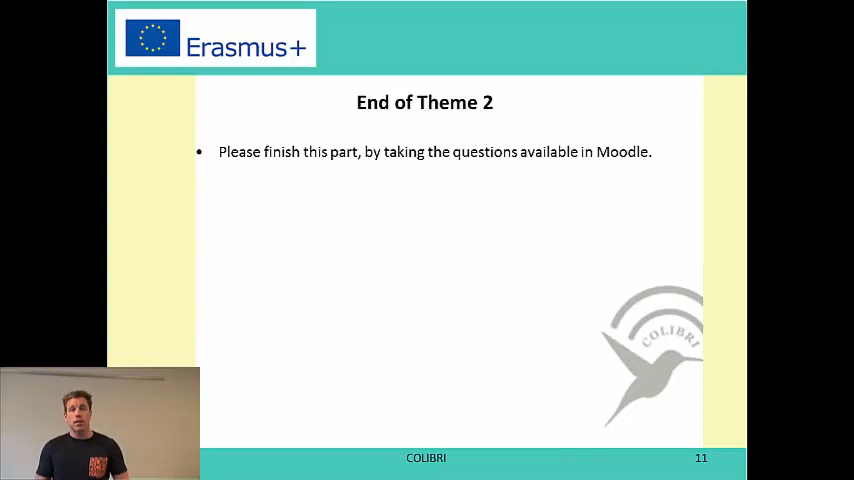 Erasmus+
End of Theme 2
• Please finish this part, by taking the questions available in Moodle.
COLIBRI
COLIBRI
11